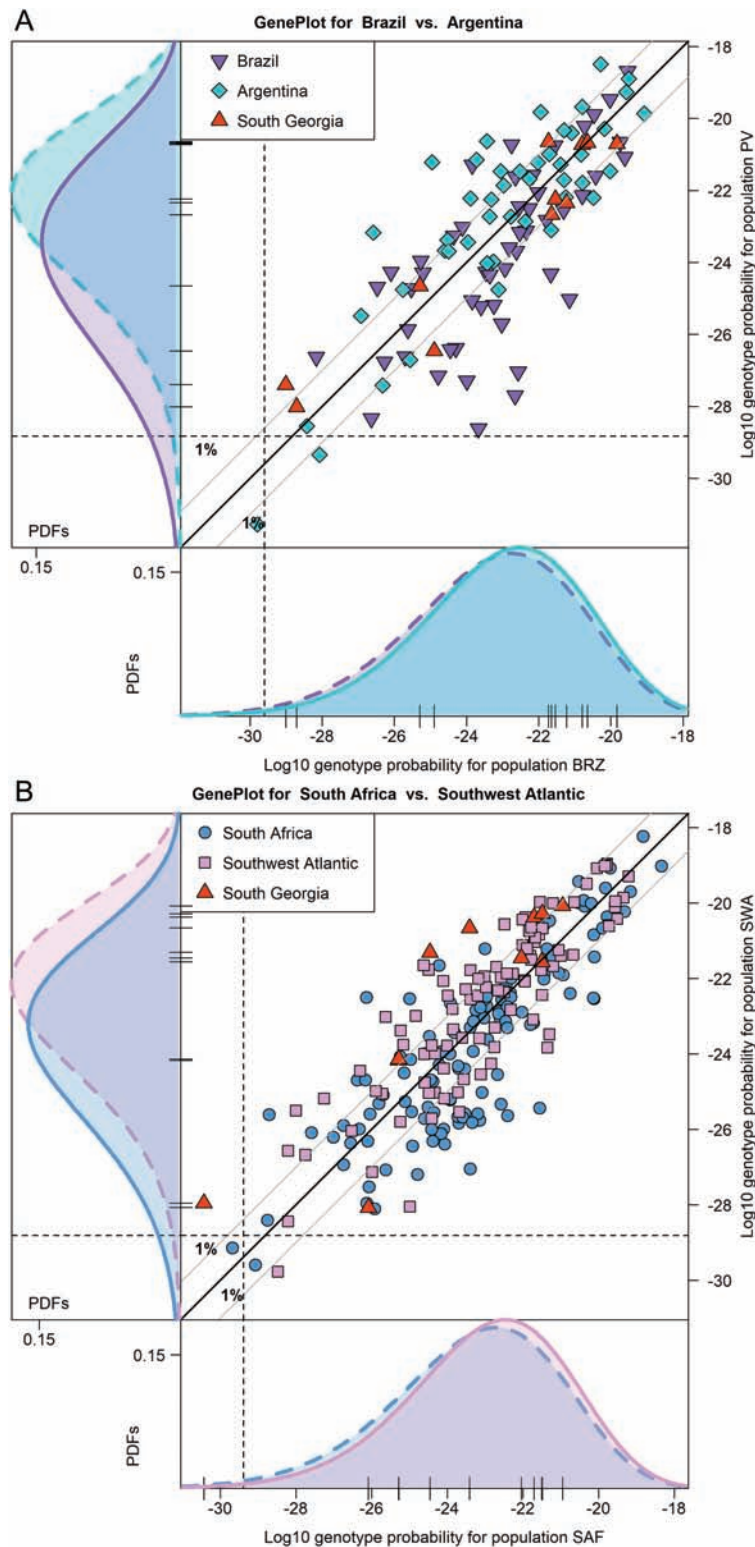 A
GenePlot for Brazil vs. Argentina
Brazil
Argentina
South Georgia
-18
-20
-22
-24
-26
-28
-30
Log10 genotype probability for population PV
1%
1%
PDFs
0.15
0.15
PDFs
-30 -28 -26 -24 -22 -20 -18
Log10 genotype probability for population BRZ
B
GenePlot for South Africa vs. Southwest Atlantic
South Africa
Southwest Atlantic
South Georgia
-18
-20
-22
-24
-26
-28
-30
Log10 genotype probability for population SWA
1%
1%
PDFs
0.15
0.15
PDFs
-30 -28 -26 -24 -22 -20 -18
Log10 genotype probability for population SAF